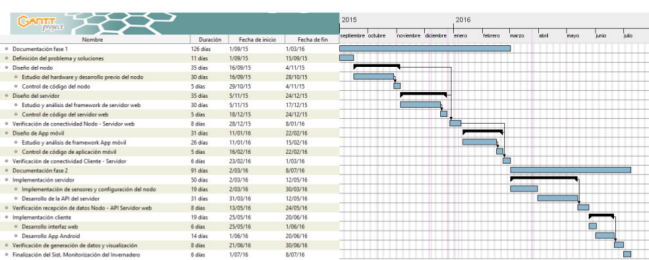 GANTT
project
2015 2016
Nombre Duración Fecha de inicio Fecha de fin septiembre octubre noviembre diciembre enero febrero marzo abril mayo junio julio
Documentación fase 1 126 días 1/09/15 1/03/16
Definición del problema y soluciones 11 días 1/09/15 15/09/15
Diseño del nodo 35 días 16/09/15 4/11/15
Estudio del hardware y desarrollo previo del nodo 30 días 16/09/15 28/10/15
Control de código del nodo 5 días 29/10/15 4/11/15
Diseño del servidor 35 días 5/11/15 24/12/15
Estudio y análisis del framework de servidor web 30 días 5/11/15 17/12/15
Control de código del servidor web 5 días 18/12/15 24/12/15
Verificación de conectividad Nodo - Servidor web 8 días 28/12/15 8/01/16
Diseño de App móvil 31 días 11/01/16 22/02/16
Estudio y análisis de framework App móvil 26 días 11/01/16 15/02/16
Control de código de aplicación móvil 5 días 16/02/16 22/02/16
Verificación de conectividad Cliente - Servidor 6 días 23/02/16 1/03/16
Documentación fase 2 91 días 2/03/16 8/07/16
Implementación servidor 50 días 2/03/16 12/05/16
Implementación de sensores y configuración del nodo 19 días 2/03/16 30/03/16
Desarrollo de la API del servidor 31 días 31/03/16 12/05/16
Verificación recepción de datos Nodo - API Servidor web 8 días 13/05/16 24/05/16
Implementación cliente 19 días 25/05/16 20/06/16
Desarrollo interfaz web 6 días 25/05/16 1/06/16
Desarrollo App Android 14 días 1/06/16 20/06/16
Verificación de generación de datos y visualización 8 días 21/06/16 30/06/16
Finalización del Sist. Monitorización del Invernadero 6 días 1/07/16 8/07/16